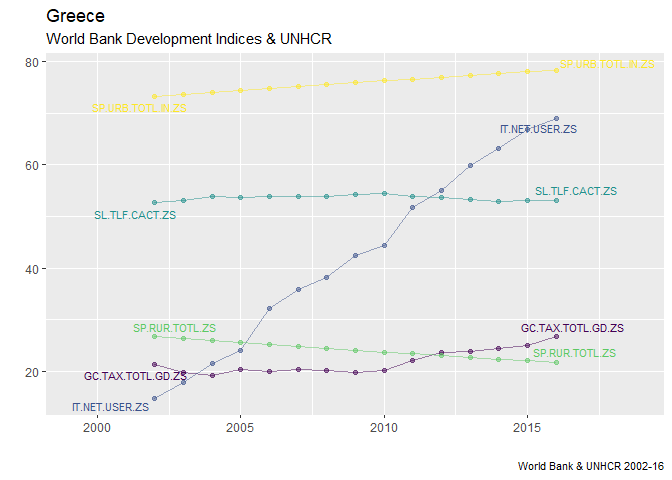 Greece
World Bank Development Indices & UNHCR
80
60
40
20
SP.URB.TOTL.IN.ZS
SP.URB.TOTL.IN.ZS
IT.NET.USER.ZS
SL.TLF.CACT.ZS
SL.TLF.CACT.ZS
SP.RUR.TOTL.ZS
GC.TAX.TOTL.GD.ZS
SP.RUR.TOTL.ZS
GC.TAX.TOTL.GD.ZS
IT.NET.USER.ZS
2000 2005 2010 2015
World Bank & UNHCR 2002-16